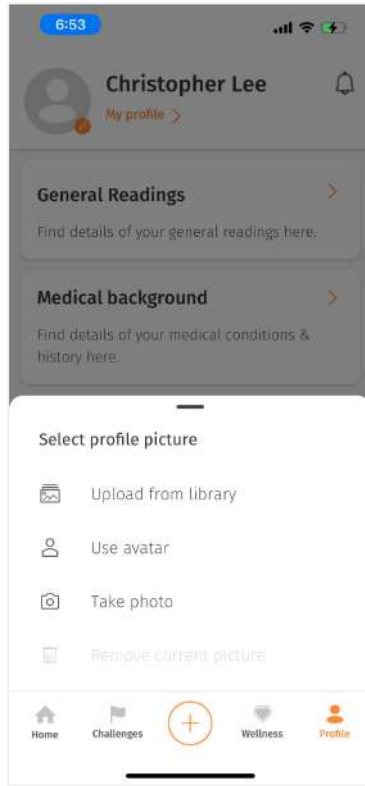 6:53
Christopher Lee
My profile >
General Readings
Find details of your general readings here.
Medical background
Find details of your medical conditions &
history here.
Select profile picture
Upload from library
Use avatar
Take photo
Remove current picture
Home Challenges Wellness Profile